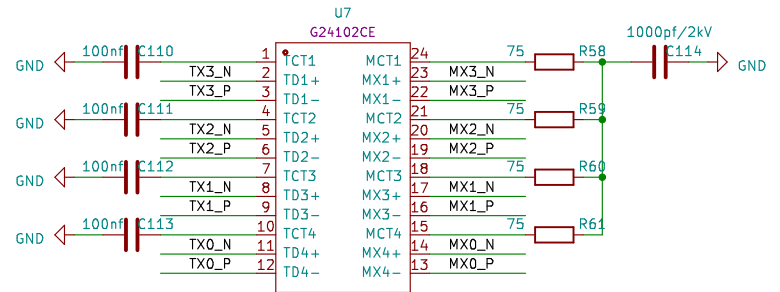 U7
G24102CE
1000pf/2kV
100nf C110 1 TCT1 MCT1 24 75 R58 C114
GND GND
TX3_N 2 TD1+ MX1+ 23 MX3_N
TX3_P 3 TD1- MX1- 22 MX3_P
100nf C111 4 TCT2 MCT2 21 75 R59
GND
TX2_N 5 TD2+ MX2+ 20 MX2_N
TX2_P 6 TD2- MX2- 19 MX2_P
100nf C112 7 TCT3 MCT3 18 75 R60
GND
TX1_N 8 TD3+ MX3+ 17 MX1_N
TX1_P 9 TD3- MX3- 16 MX1_P
100nf C113 10 TCT4 MCT4 15 75 R61
GND
TX0_N 11 TD4+ MX4+ 14 MX0_N
TX0_P 12 TD4- MX4- 13 MX0_P